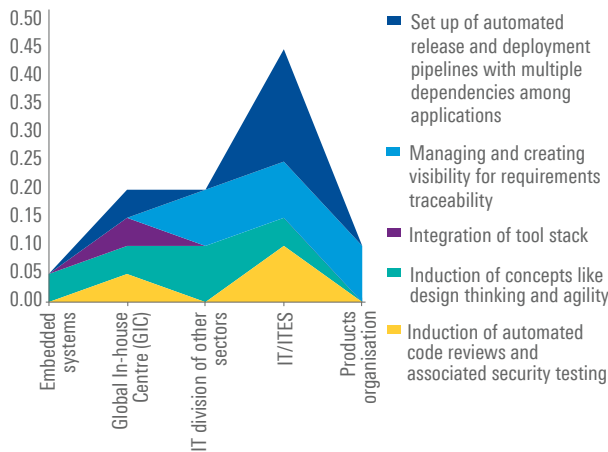 0.50
0.45
0.40
0.35
0.30
0.25
0.20
0.15
0.10
0.05
0.00
Embedded
systems
Global In-house
Centre (GIC)
IT division of other
sectors
IT/ITES
Products
organisation
Set up of automated
release and deployment
pipelines with multiple
dependencies among
applications
Managing and creating
visibility for requirements
traceability
Integration of tool stack
Induction of concepts like
design thinking and agility
Induction of automated
code reviews and
associated security testing